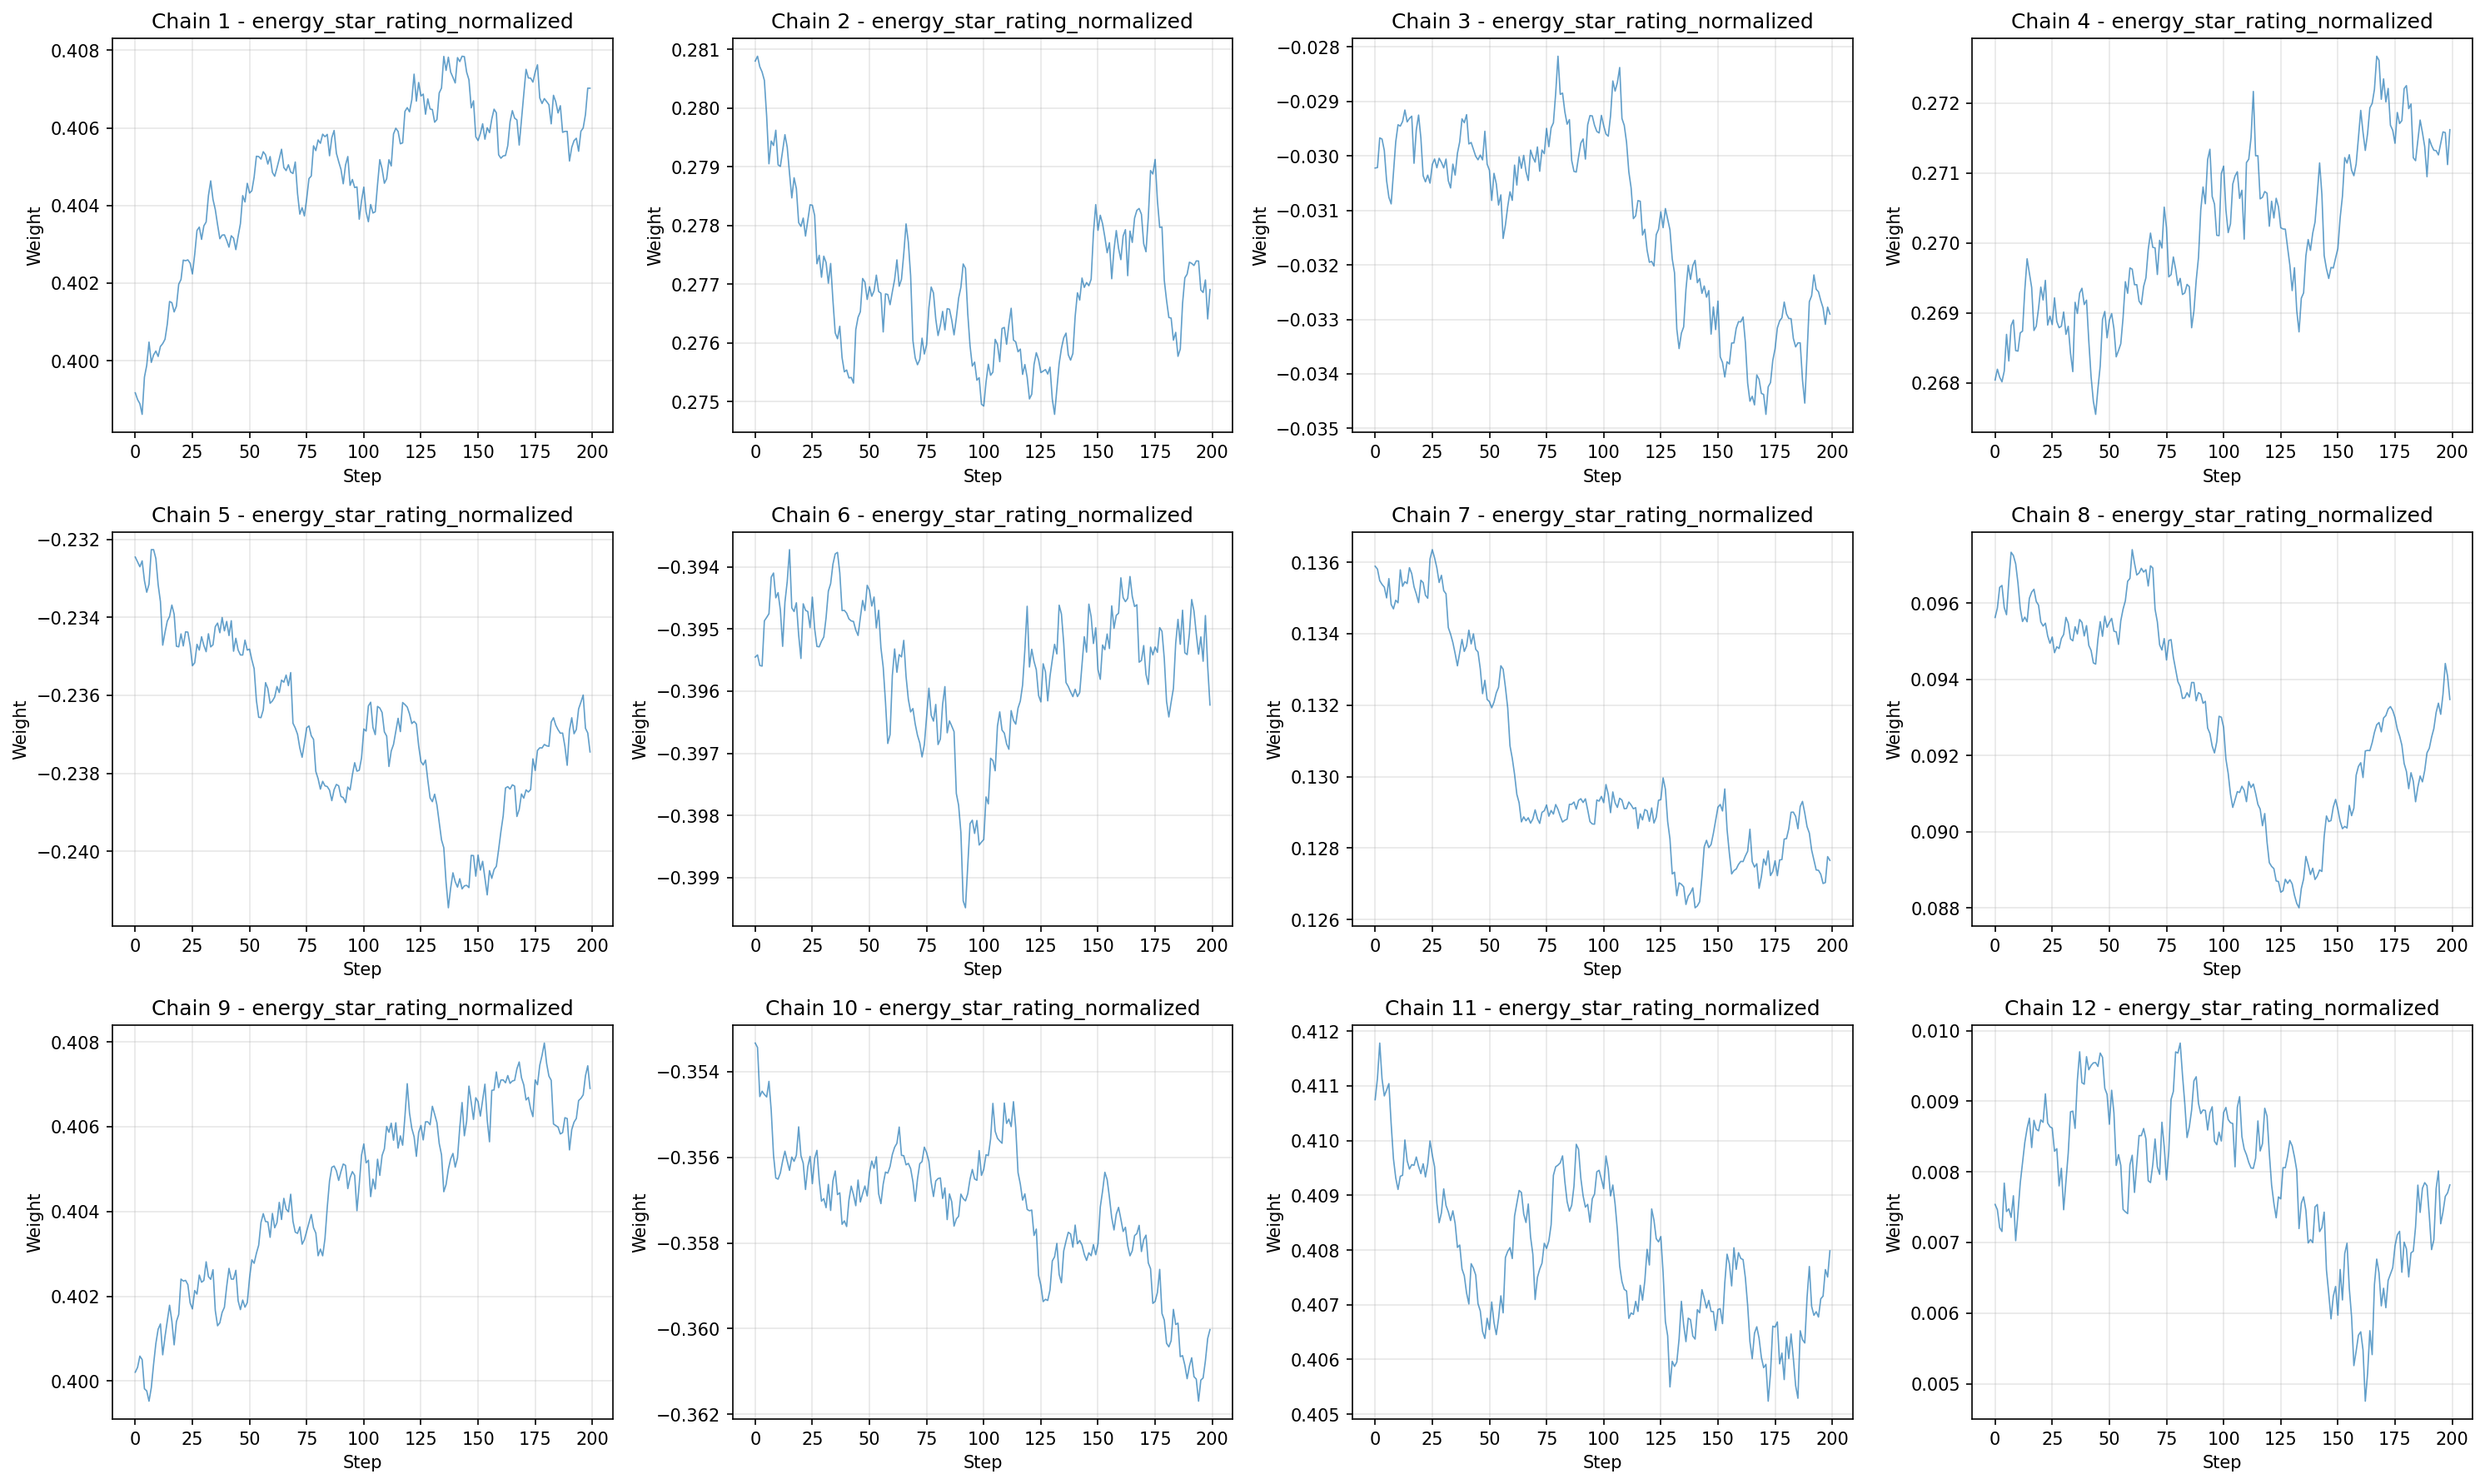 Chain 1 - energy_star_rating_normalized
Weight
0.408
0.406
0.404
0.402
0.400
0 25 50 75 100 125 150 175 200
Step
Chain 2 - energy_star_rating_normalized
Weight
0.281
0.280
0.279
0.278
0.277
0.276
0.275
0 25 50 75 100 125 150 175 200
Step
Chain 3 - energy_star_rating_normalized
Weight
−0.028
−0.029
−0.030
−0.031
−0.032
−0.033
−0.034
−0.035
0 25 50 75 100 125 150 175 200
Step
Chain 4 - energy_star_rating_normalized
Weight
0.272
0.271
0.270
0.269
0.268
0 25 50 75 100 125 150 175 200
Step
Chain 5 - energy_star_rating_normalized
Weight
−0.232
−0.234
−0.236
−0.238
−0.240
0 25 50 75 100 125 150 175 200
Step
Chain 6 - energy_star_rating_normalized
Weight
−0.394
−0.395
−0.396
−0.397
−0.398
−0.399
0 25 50 75 100 125 150 175 200
Step
Chain 7 - energy_star_rating_normalized
Weight
0.136
0.134
0.132
0.130
0.128
0.126
0 25 50 75 100 125 150 175 200
Step
Chain 8 - energy_star_rating_normalized
Weight
0.096
0.094
0.092
0.090
0.088
0 25 50 75 100 125 150 175 200
Step
Chain 9 - energy_star_rating_normalized
Weight
0.408
0.406
0.404
0.402
0.400
0 25 50 75 100 125 150 175 200
Step
Chain 10 - energy_star_rating_normalized
Weight
−0.354
−0.356
−0.358
−0.360
−0.362
0 25 50 75 100 125 150 175 200
Step
Chain 11 - energy_star_rating_normalized
Weight
0.412
0.411
0.410
0.409
0.408
0.407
0.406
0.405
0 25 50 75 100 125 150 175 200
Step
Chain 12 - energy_star_rating_normalized
Weight
0.010
0.009
0.008
0.007
0.006
0.005
0 25 50 75 100 125 150 175 200
Step